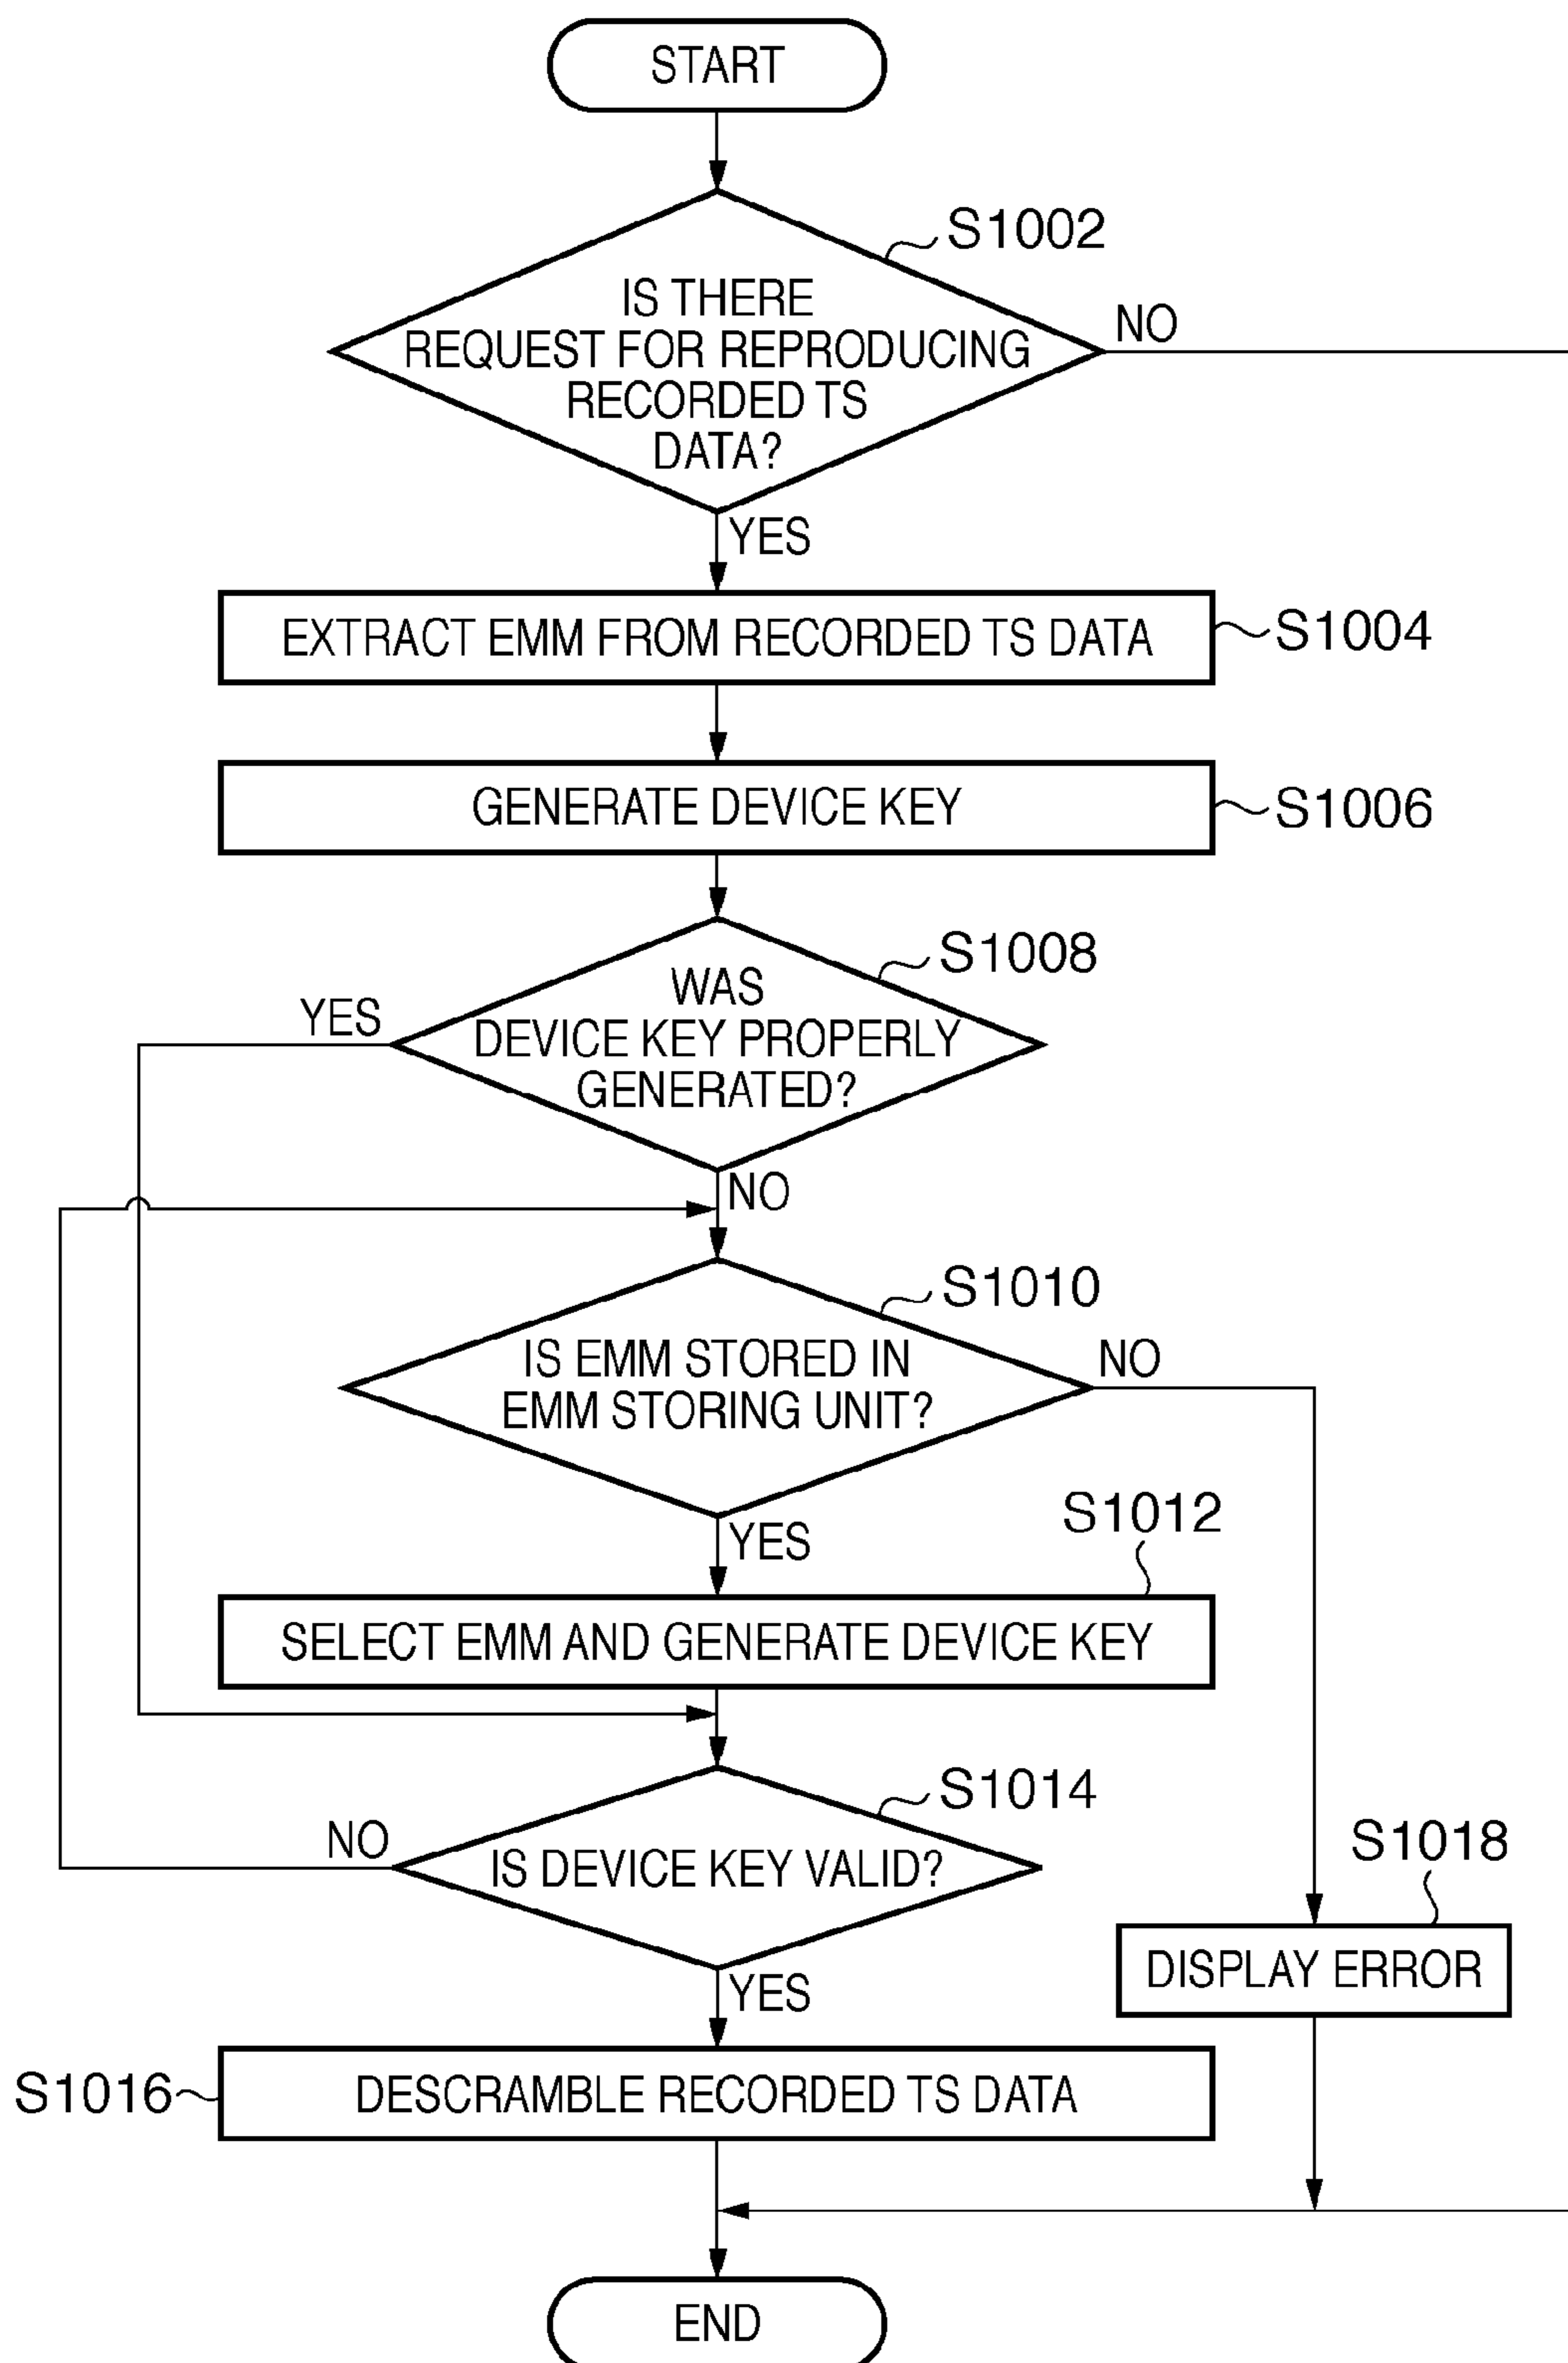 START
S1002
IS THERE
REQUEST FOR REPRODUCING
RECORDED TS
DATA?
NO
YES
EXTRACT EMM FROM RECORDED TS DATA
S1004
GENERATE DEVICE KEY
S1006
S1008
WAS
DEVICE KEY PROPERLY
GENERATED?
YES
NO
S1010
IS EMM STORED IN
EMM STORING UNIT?
NO
YES
S1012
SELECT EMM AND GENERATE DEVICE KEY
S1014
IS DEVICE KEY VALID?
NO
YES
S1018
DISPLAY ERROR
S1016
DESCRAMBLE RECORDED TS DATA
END